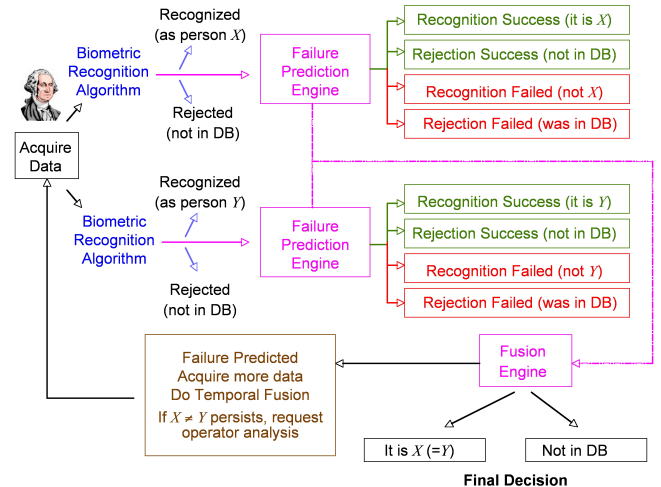 Recognized
(as person X)
Biometric
Recognition
Algorithm
Rejected
(not in DB)
Failure
Prediction
Engine
Recognition Success (it is X)
Rejection Success (not in DB)
Recognition Failed (not X)
Rejection Failed (was in DB)
Acquire
Data
Recognized
(as person Y)
Biometric
Recognition
Algorithm
Rejected
(not in DB)
Failure
Prediction
Engine
Recognition Success (it is Y)
Rejection Success (not in DB)
Recognition Failed (not Y)
Rejection Failed (was in DB)
Failure Predicted
Acquire more data
Do Temporal Fusion
If X ≠ Y persists, request
operator analysis
Fusion
Engine
It is X (=Y)
Not in DB
Final Decision